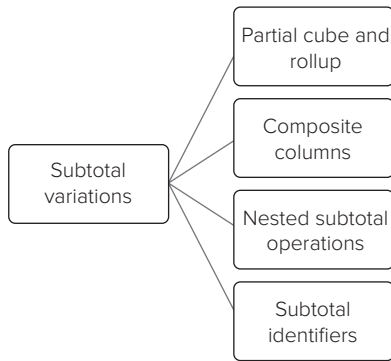 Partial cube and
rollup
Composite
columns
Subtotal
variations
Nested subtotal
operations
Subtotal
identifiers